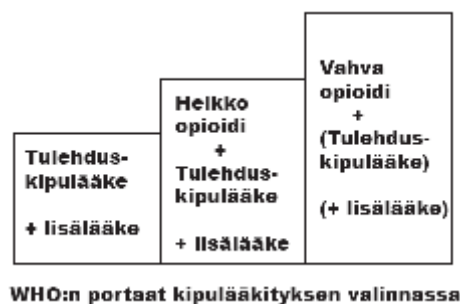 Tulehdus-
kipulääke
+ lisälääke
Heikko
opioidi
+
Tulehdus-
kipulääke
+ lisälääke
Vahva
opioidi
+
(Tulehdus-
kipulääke)
(+ lisälääke)
WHO:n portaat kipulääkityksen valinnassa